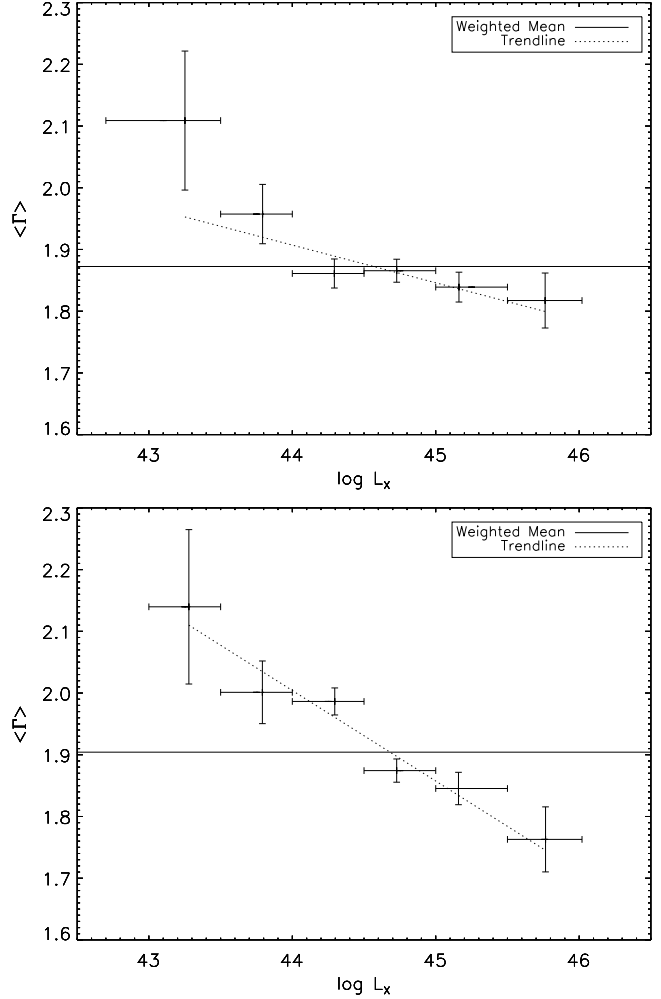 2.3
2.2
2.1
2.0
1.9
1.8
1.7
1.6
<Γ>
Weighted Mean
Trendline
43 44 45 46
log Lx
2.3
2.2
2.1
2.0
1.9
1.8
1.7
1.6
<Γ>
Weighted Mean
Trendline
43 44 45 46
log Lx